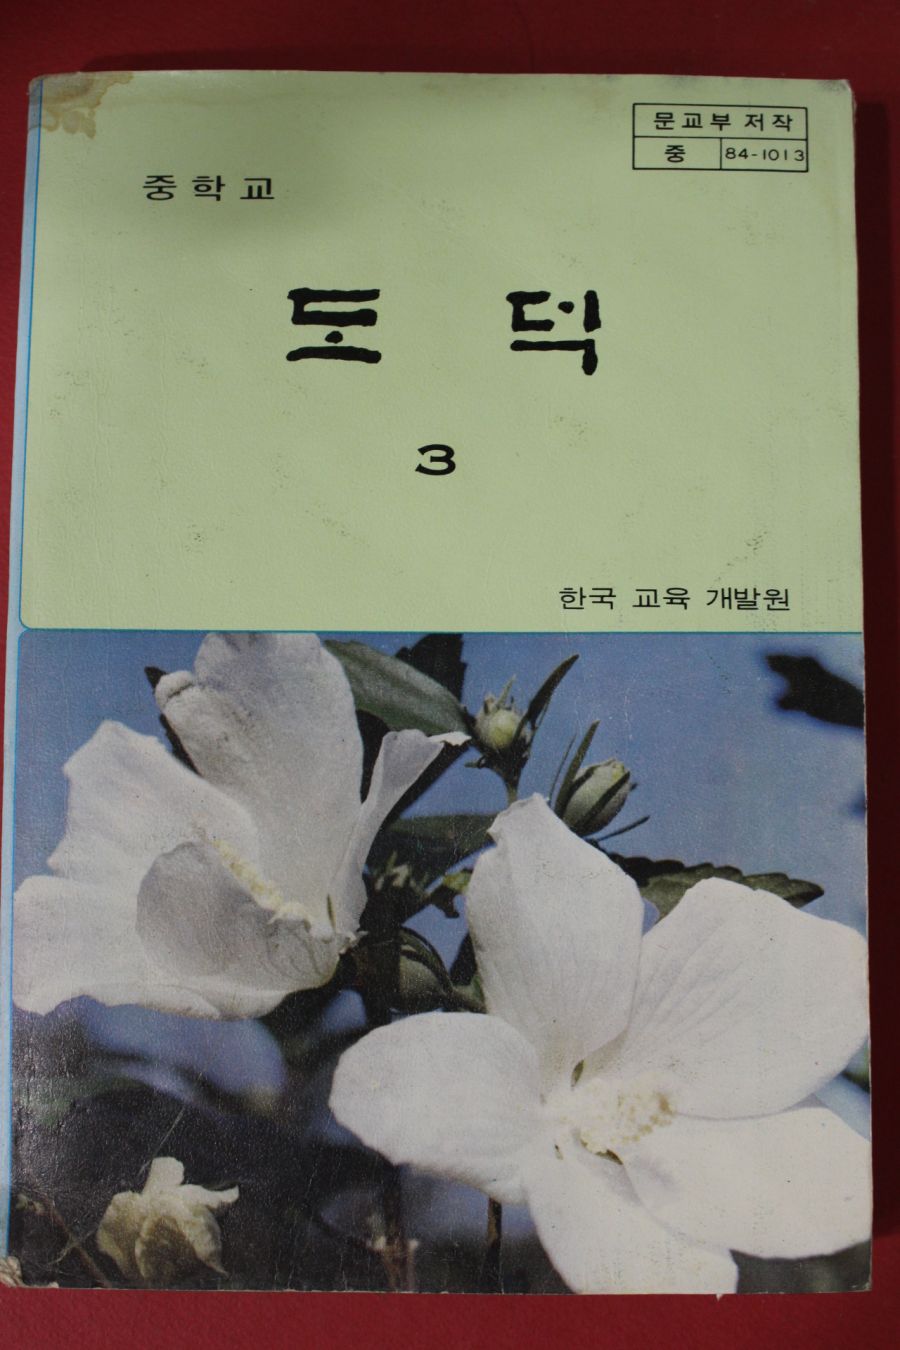 문교부 저작
중 84-1013
중학교
도덕
3
한국 교육 개발원